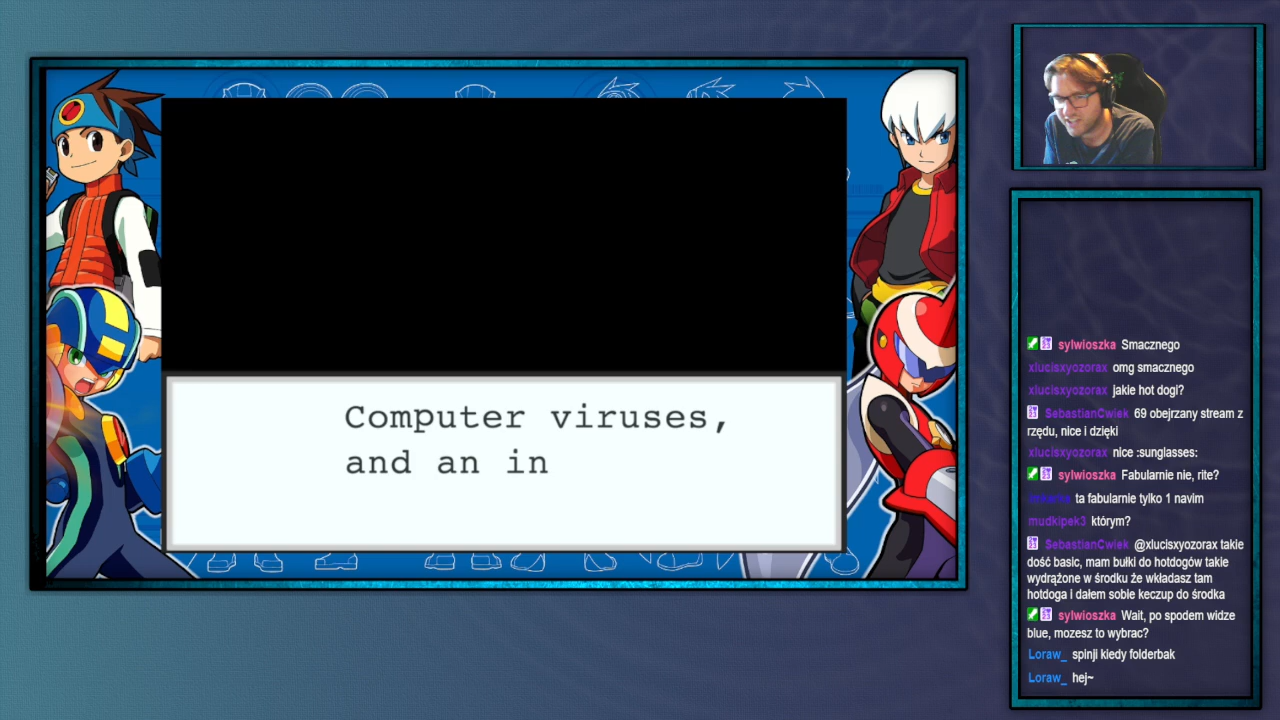 Computer viruses,
and an in
sylwioszka Smacznego
xlucisxyozorax omg smacznego
xlucisxyozorax jakie hot dogi?
SebastianCwiek 69 obejrzany stream z
rzędu, nice i dzięki
xlucisxyozorax nice :sunglasses:
sylwioszka Fabularnie nie, rite?
ta fabularnie tylko 1 navim
mudkipek3 którym?
SebastianCwiek @xlucisxyozorax takie
dość basic, mam bułki do hotdogów takie
wydrążone w środku że wkładasz tam
hotdoga i dałem sobie keczup do środka
sylwioszka Wait, po spodem widze
blue, mozesz to wybrac?
Loraw_ spinji kiedy folderbak
Loraw_ hej~